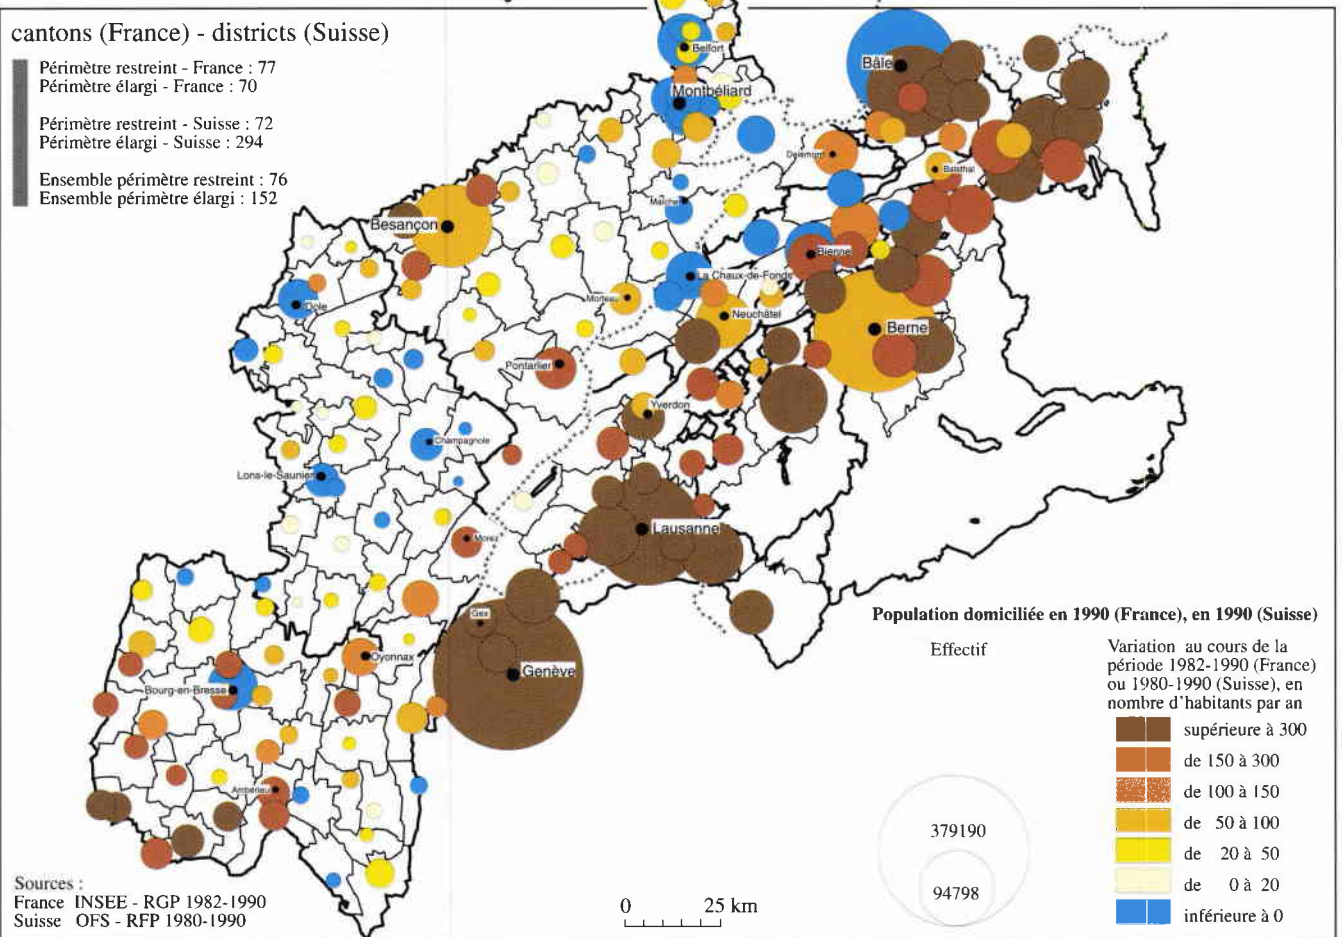 cantons (France) - districts (Suisse)
Périmètre restreint - France : 77
Périmètre élargi - France : 70
Périmètre restreint - Suisse : 72
Périmètre élargi - Suisse : 294
Ensemble périmètre restreint : 76
Ensemble périmètre élargi : 152
Belfort
Bâle
Montbéliard
Delémont
Balsthal
Maîche
Besançon
Bienne
La Chaux-de-Fonds
Dole
Morteau
Neuchâtel
Berne
Pontarlier
Yverdon
Champagnole
Lons-le-Saunier
Lausanne
Morez
Gex
Oyonnax
Genève
Bourg-en-Bresse
Ambérieu
Population domiciliée en 1990 (France), en 1990 (Suisse)
Effectif
379190
94798
Variation au cours de la
période 1982-1990 (France)
ou 1980-1990 (Suisse), en
nombre d'habitants par an
supérieure à 300
de 150 à 300
de 100 à 150
de 50 à 100
de 20 à 50
de 0 à 20
inférieure à 0
0 25 km
Sources :
France INSEE - RGP 1982-1990
Suisse OFS - RFP 1980-1990